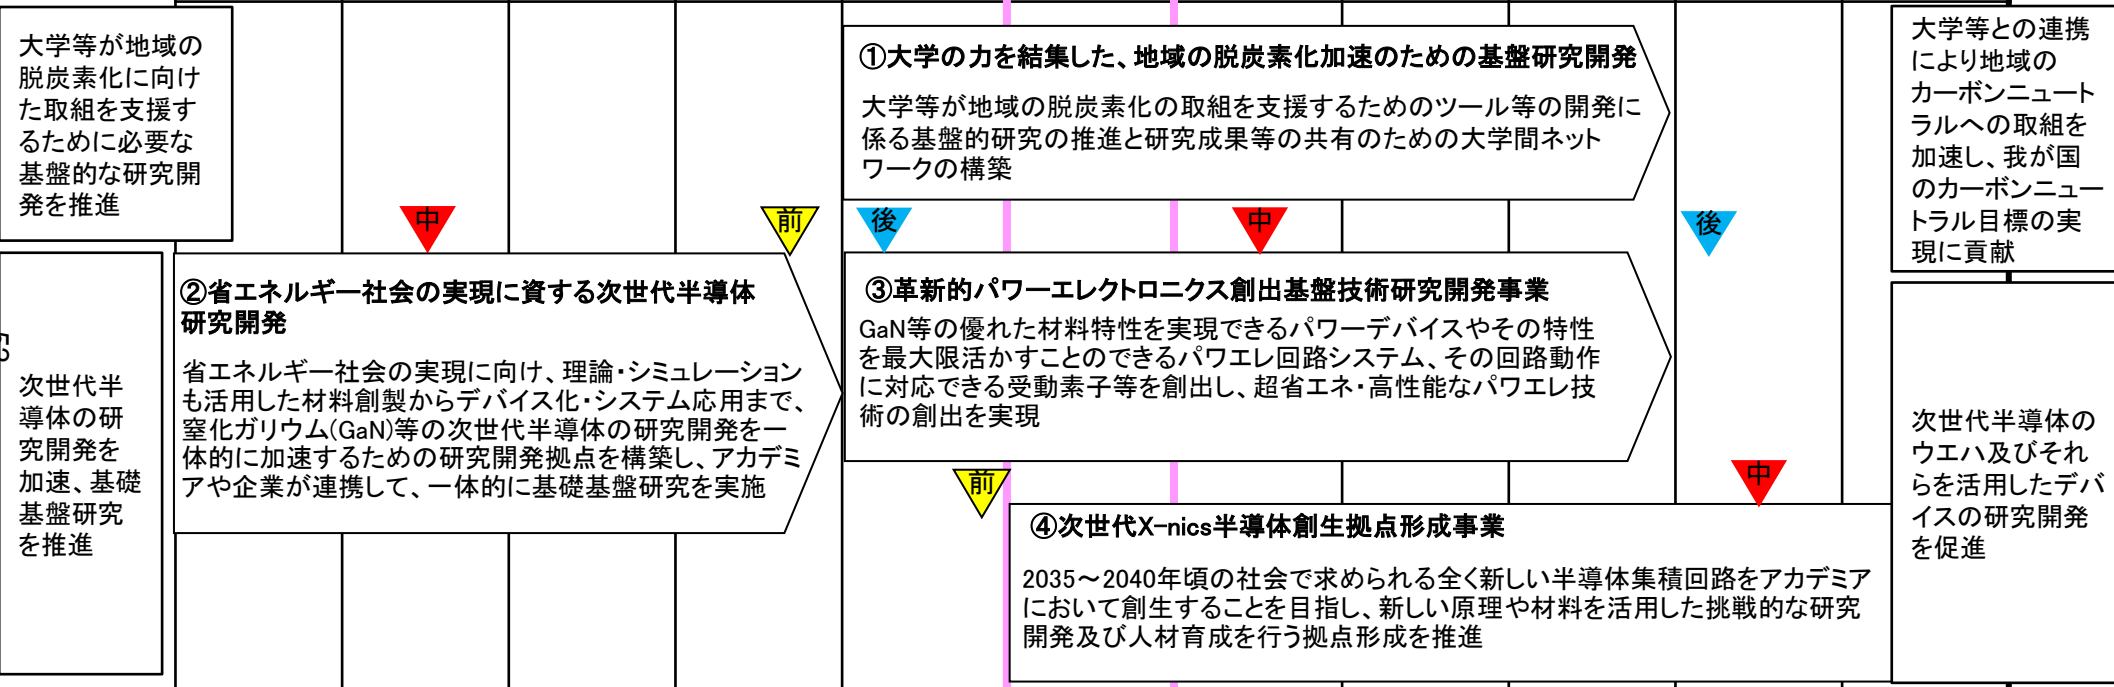 大学等が地域の
脱炭素化に向け
た取組を支援す
るために必要な
基盤的な研究開
発を推進
①大学の力を結集した、地域の脱炭素化加速のための基盤研究開発
大学等が地域の脱炭素化の取組を支援するためのツール等の開発に
係る基盤的研究の推進と研究成果等の共有のための大学間ネット
ワークの構築
大学等との連携
により地域の
カーボンニュート
ラルへの取組を
加速し、我が国
のカーボンニュー
トラル目標の実
現に貢献
中
前
後
中
後
次世代半
導体の研
究開発を
加速、基礎
基盤研究
を推進
②省エネルギー社会の実現に資する次世代半導体
研究開発
省エネルギー社会の実現に向け、理論・シミュレーション
も活用した材料創製からデバイス化・システム応用まで、
窒化ガリウム(GaN)等の次世代半導体の研究開発を一
体的に加速するための研究開発拠点を構築し、アカデミ
アや企業が連携して、一体的に基礎基盤研究を実施
③革新的パワーエレクトロニクス創出基盤技術研究開発事業
GaN等の優れた材料特性を実現できるパワーデバイスやその特性
を最大限活かすことのできるパワエレ回路システム、その回路動作
に対応できる受動素子等を創出し、超省エネ・高性能なパワエレ技
術の創出を実現
前
中
④次世代X-nics半導体創生拠点形成事業
2035～2040年頃の社会で求められる全く新しい半導体集積回路をアカデミア
において創生することを目指し、新しい原理や材料を活用した挑戦的な研究
開発及び人材育成を行う拠点形成を推進
次世代半導体の
ウエハ及びそれ
らを活用したデバ
イスの研究開発
を促進